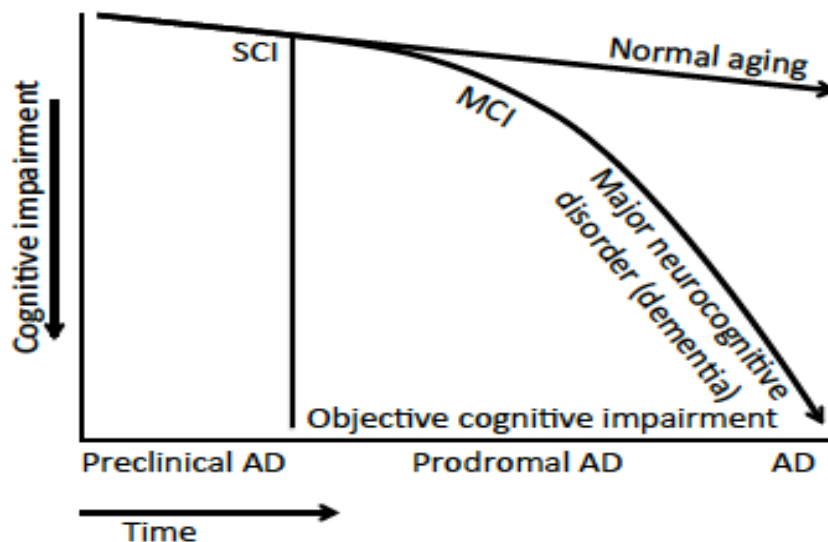 Normal aging
SCI
MCI
Cognitive impairment
Major neurocognitive
disorder (dementia)
Objective cognitive impairment
Preclinical AD
Prodromal AD
AD
Time